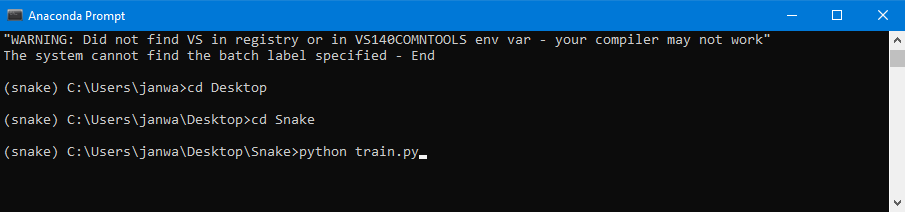 Anaconda Prompt
"WARNING: Did not find VS in registry or in VS140COMNTOOLS env var - your compiler may not work"
The system cannot find the batch label specified - End
(snake) C:\Users\janwa>cd Desktop
(snake) C:\Users\janwa\Desktop>cd Snake
(snake) C:\Users\janwa\Desktop\Snake>python train.py